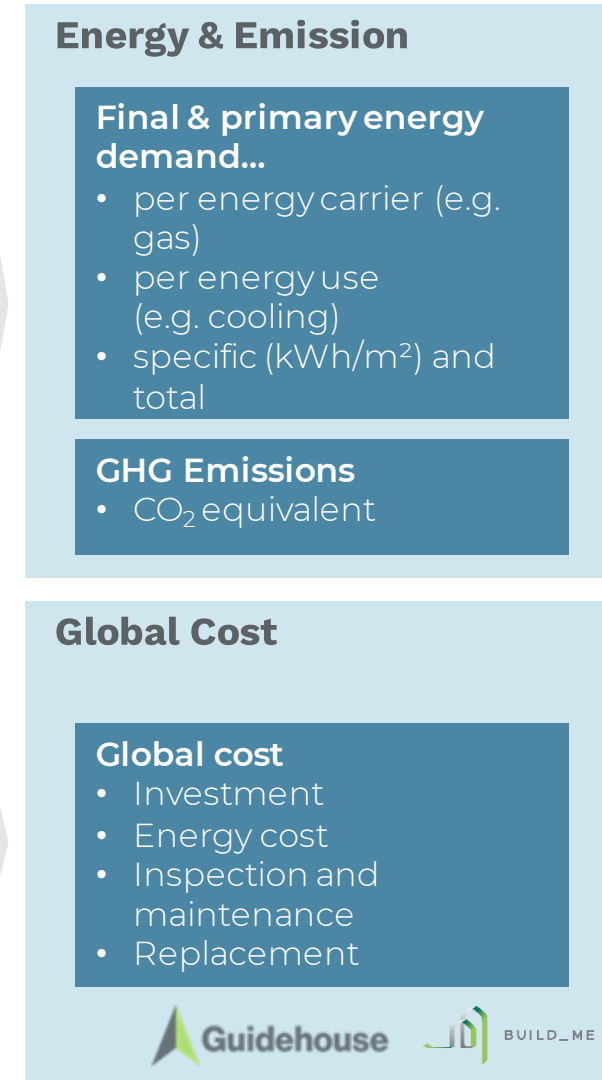 Energy & Emission
Final & primary energy
demand...
• per energy carrier (e.g.
gas)
• per energy use
(e.g. cooling)
• specific (kWh/m²) and
total
GHG Emissions
• CO₂ equivalent
Global Cost
Global cost
• Investment
• Energy cost
• Inspection and
maintenance
• Replacement
Guidehouse
BUILD_ME